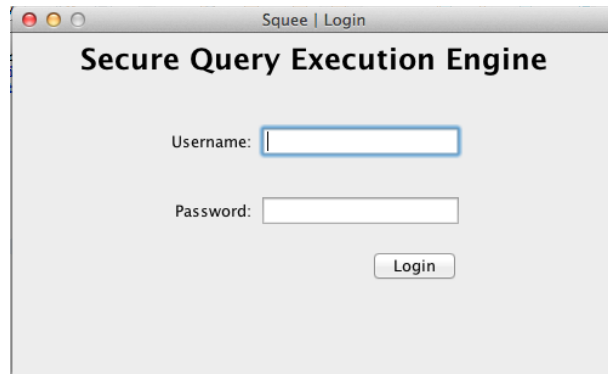 Squee | Login
Secure Query Execution Engine
Username:
Password:
Login